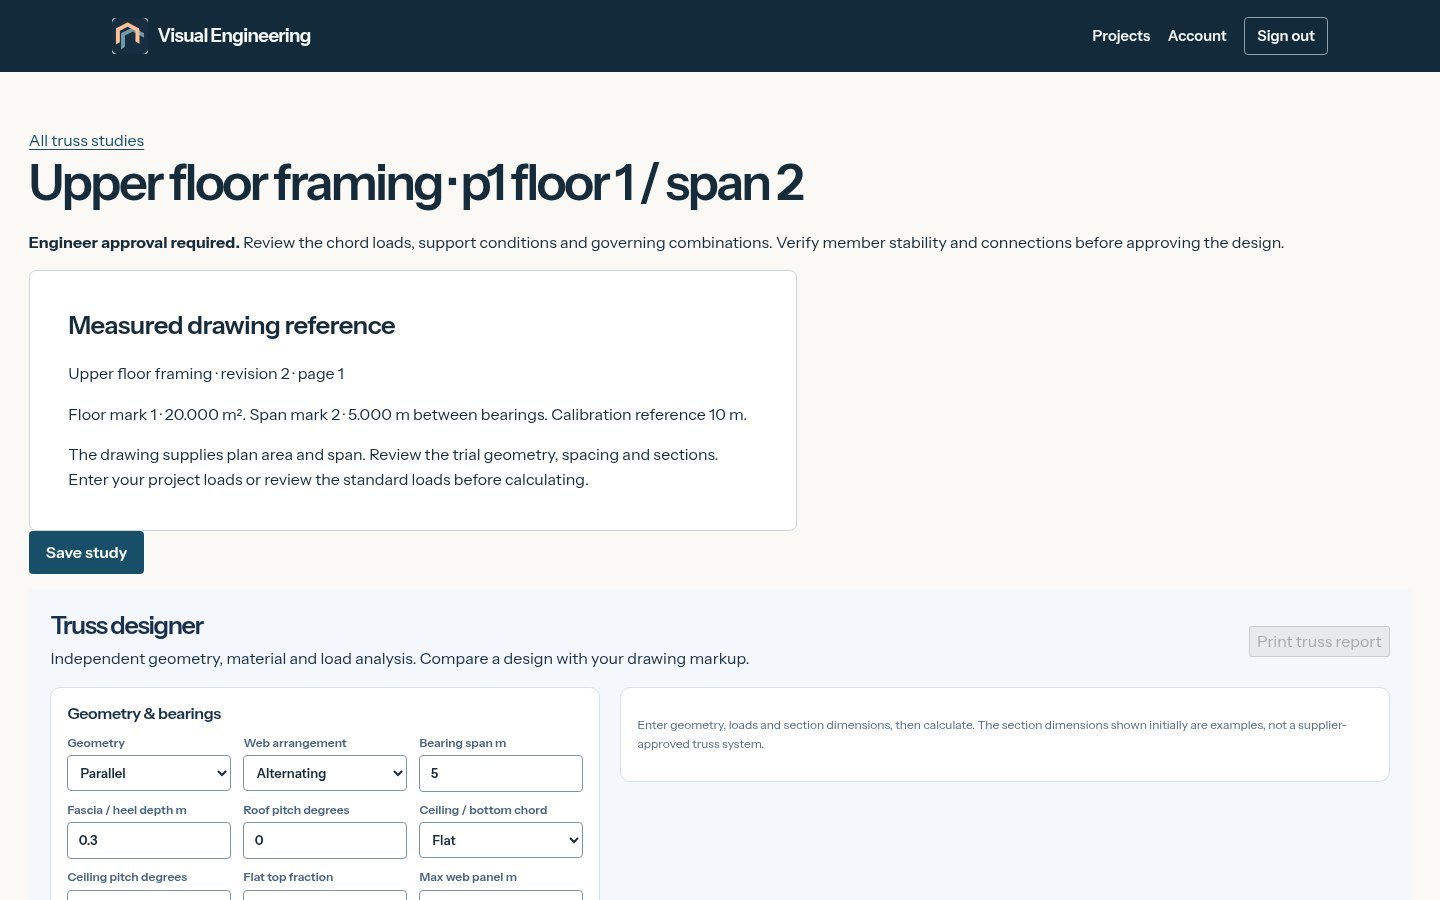 Visual Engineering
Projects
Account
Sign out
All truss studies
Upper floor framing · p1 floor 1 / span 2
Engineer approval required. Review the chord loads, support conditions and governing combinations. Verify member stability and connections before approving the design.
Measured drawing reference
Upper floor framing · revision 2 · page 1
Floor mark 1 · 20.000 m². Span mark 2 · 5.000 m between bearings. Calibration reference 10 m.
The drawing supplies plan area and span. Review the trial geometry, spacing and sections.
Enter your project loads or review the standard loads before calculating.
Save study
Truss designer
Independent geometry, material and load analysis. Compare a design with your drawing markup.
Print truss report
Geometry & bearings
Geometry
Web arrangement
Bearing span m
Parallel
Alternating
5
Fascia / heel depth m
Roof pitch degrees
Ceiling / bottom chord
0.3
0
Flat
Ceiling pitch degrees
Flat top fraction
Max web panel m
Enter geometry, loads and section dimensions, then calculate. The section dimensions shown initially are examples, not a supplier-
approved truss system.